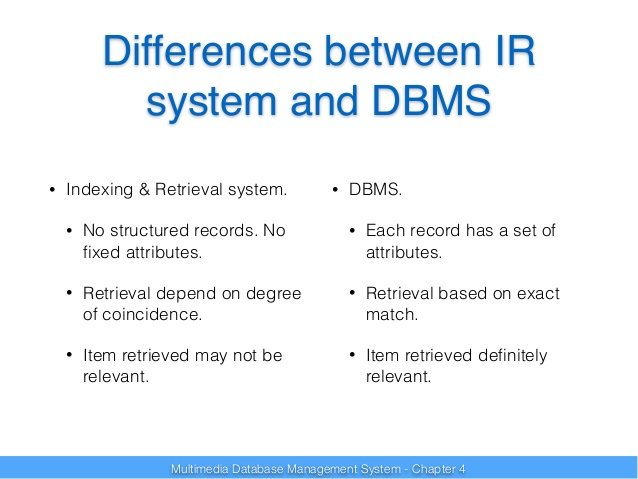 Differences between IR
system and DBMS
• Indexing & Retrieval system.
• No structured records. No
fixed attributes.
• Retrieval depend on degree
of coincidence.
• Item retrieved may not be
relevant.
• DBMS.
• Each record has a set of
attributes.
• Retrieval based on exact
match.
• Item retrieved definitely
relevant.
Multimedia Database Management System - Chapter 4